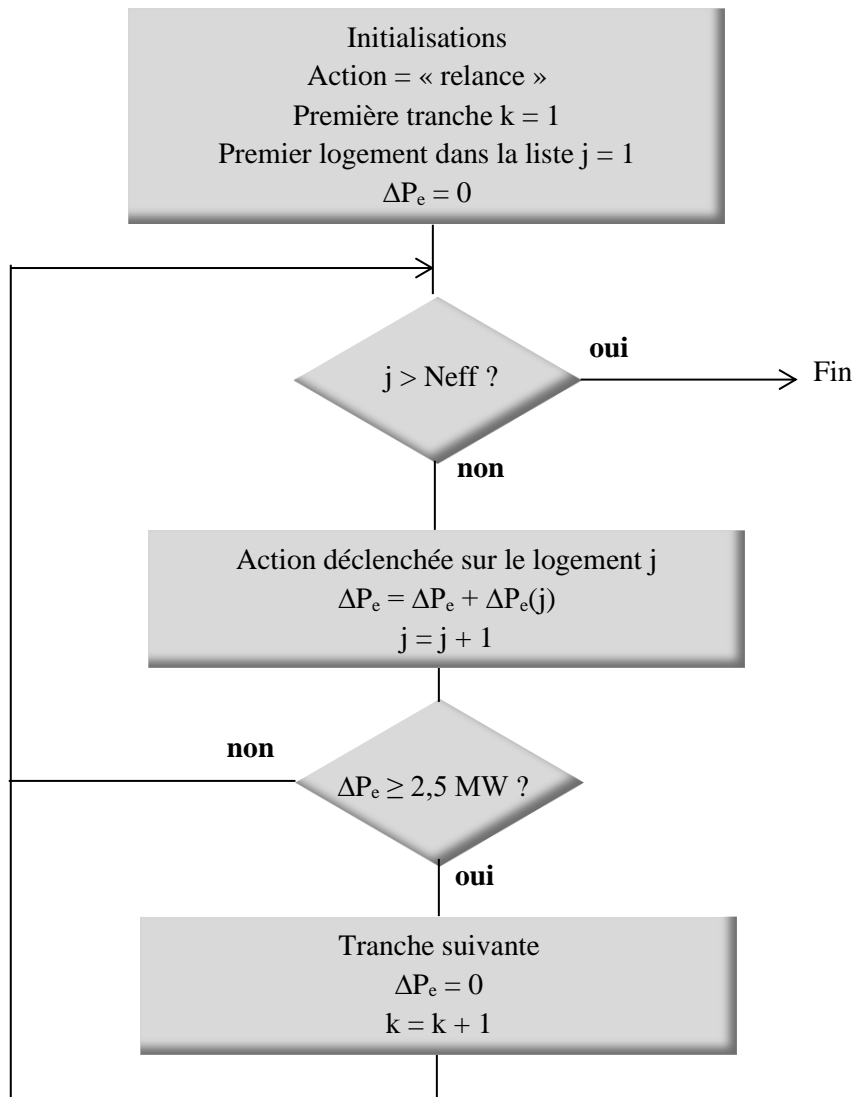 Initialisations
Action = « relance »
Première tranche k = 1
Premier logement dans la liste j = 1
ΔPₑ = 0
j > Neff ?
oui
Fin
non
Action déclenchée sur le logement j
ΔPₑ = ΔPₑ + ΔPₑ(j)
j = j + 1
non
ΔPₑ ≥ 2,5 MW ?
oui
Tranche suivante
ΔPₑ = 0
k = k + 1